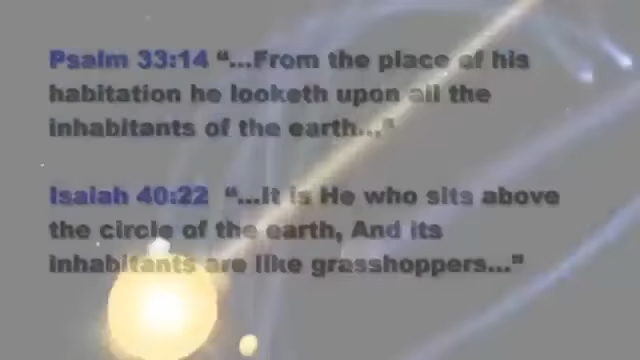 Psalm 33:14 “...From the place of his
habitation he looketh upon all the
inhabitants of the earth...”
Isaiah 40:22 “...It is He who sits above
the circle of the earth, And its
inhabitants are like grasshoppers...”